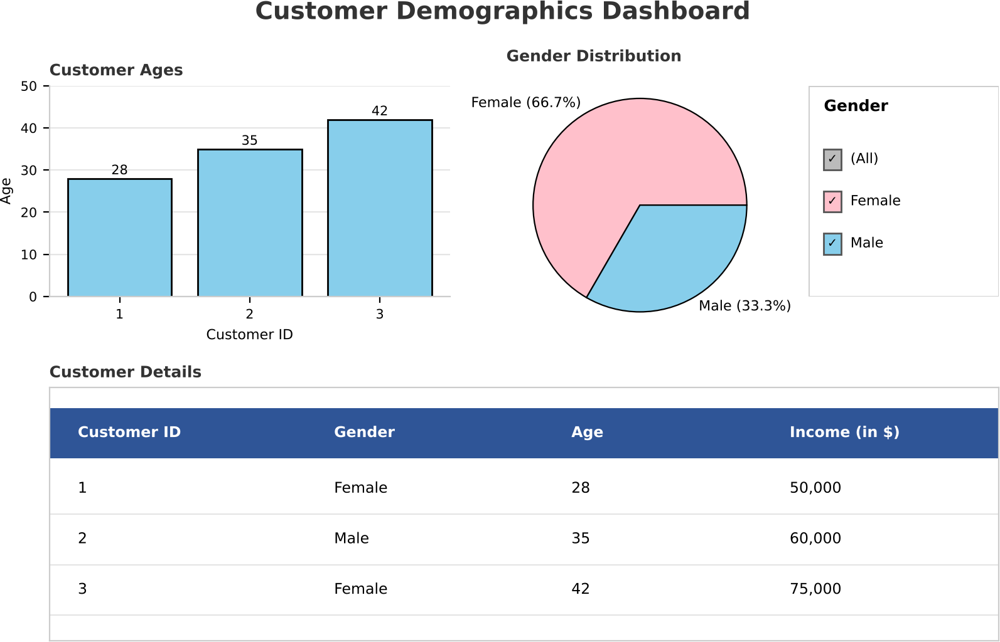 Customer Demographics Dashboard
Customer Ages
50
40
30
20
10
0
Age
28
35
42
1
2
3
Customer ID
Gender Distribution
Female (66.7%)
Male (33.3%)
Gender
✓ (All)
✓ Female
✓ Male
Customer Details
Customer ID Gender Age Income (in $)
1 Female 28 50,000
2 Male 35 60,000
3 Female 42 75,000